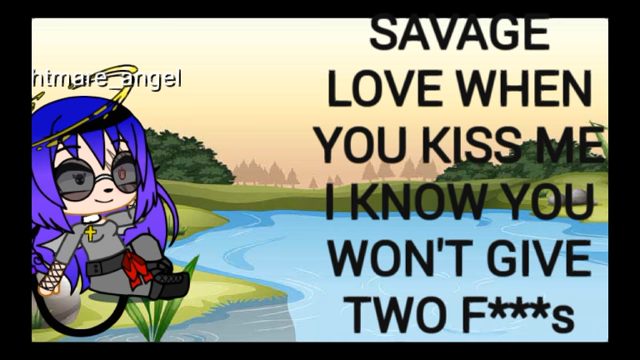 htmare_angel
SAVAGE
LOVE WHEN
YOU KISS ME
I KNOW YOU
WON'T GIVE
TWO F***s